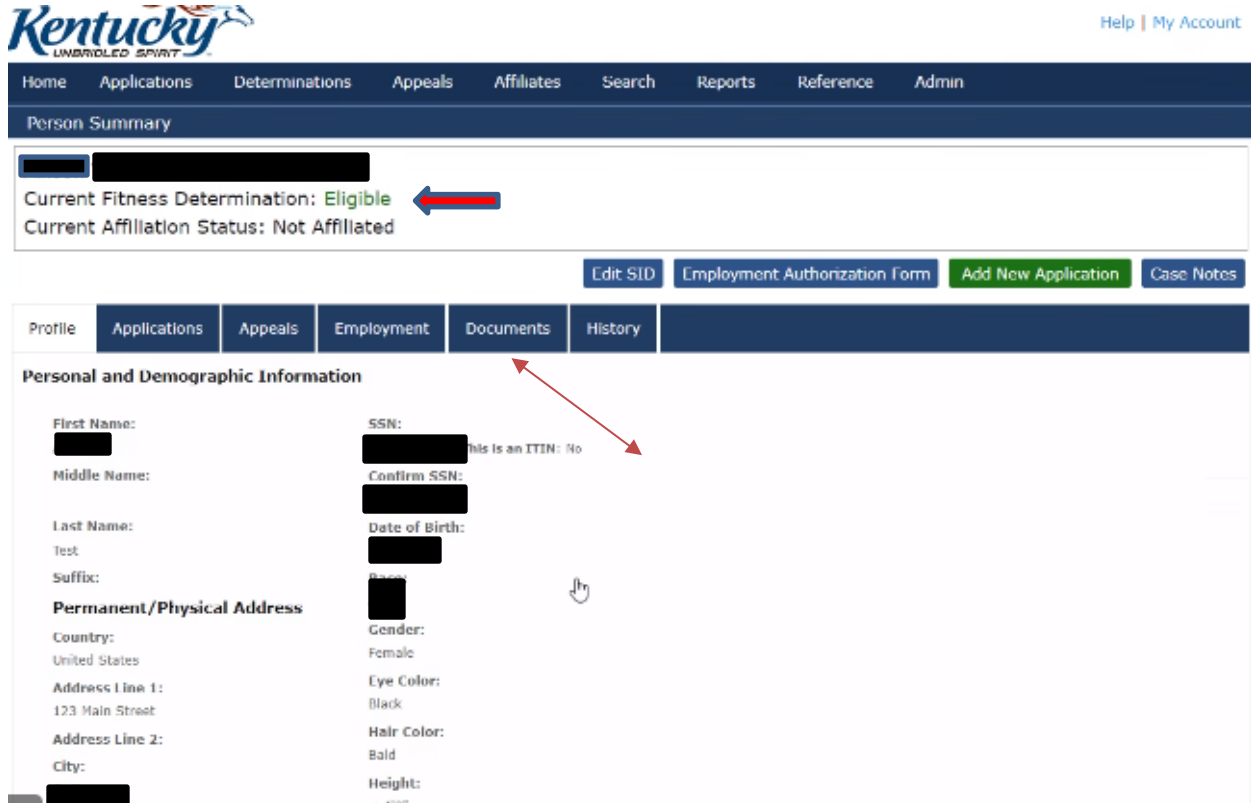 Kentucky
UNBRIDLED SPIRIT
Help | My Account
Home Applications Determinations Appeals Affiliates Search Reports Reference Admin
Person Summary
Current Fitness Determination: Eligible
Current Affiliation Status: Not Affiliated
Edit SID Employment Authorization Form Add New Application Case Notes
Profile Applications Appeals Employment Documents History
Personal and Demographic Information
First Name: SSN:
This is an ITIN: No
Middle Name: Confirm SSN:
Last Name: Date of Birth:
Test
Suffix: Race:
Permanent/Physical Address
Country: Gender:
United States Female
Address Line 1: Eye Color:
123 Main Street Black
Address Line 2: Hair Color:
City: Bald
Height: